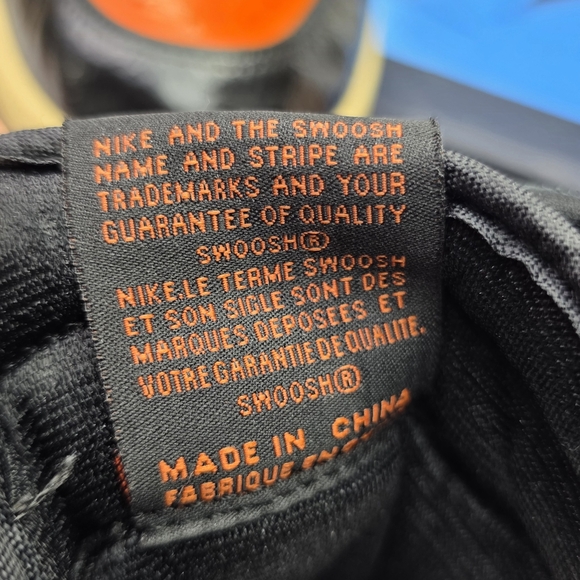 NIKE AND THE SWOOSH
NAME AND STRIPE ARE
TRADEMARKS AND YOUR
GUARANTEE OF QUALITY
SWOOSH®
NIKE.LE TERME SWOOSH
ET SON SIGLE SONT DES
MARQUES DEPOSEES ET
VOTRE GARANTIE DE QUALITE.
SWOOSH®
MADE IN CHINA
FABRIQUE EN